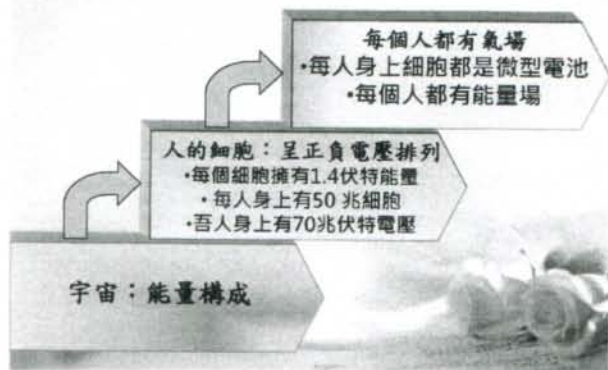 每個人都有氣場
•每人身上細胞都是微型電池
•每個人都有能量場
人的細胞：呈正負電壓排列
•每個細胞擁有1.4伏特能量
•每人身上有50 兆細胞
•吾人身上有70兆伏特電壓
宇宙：能量構成